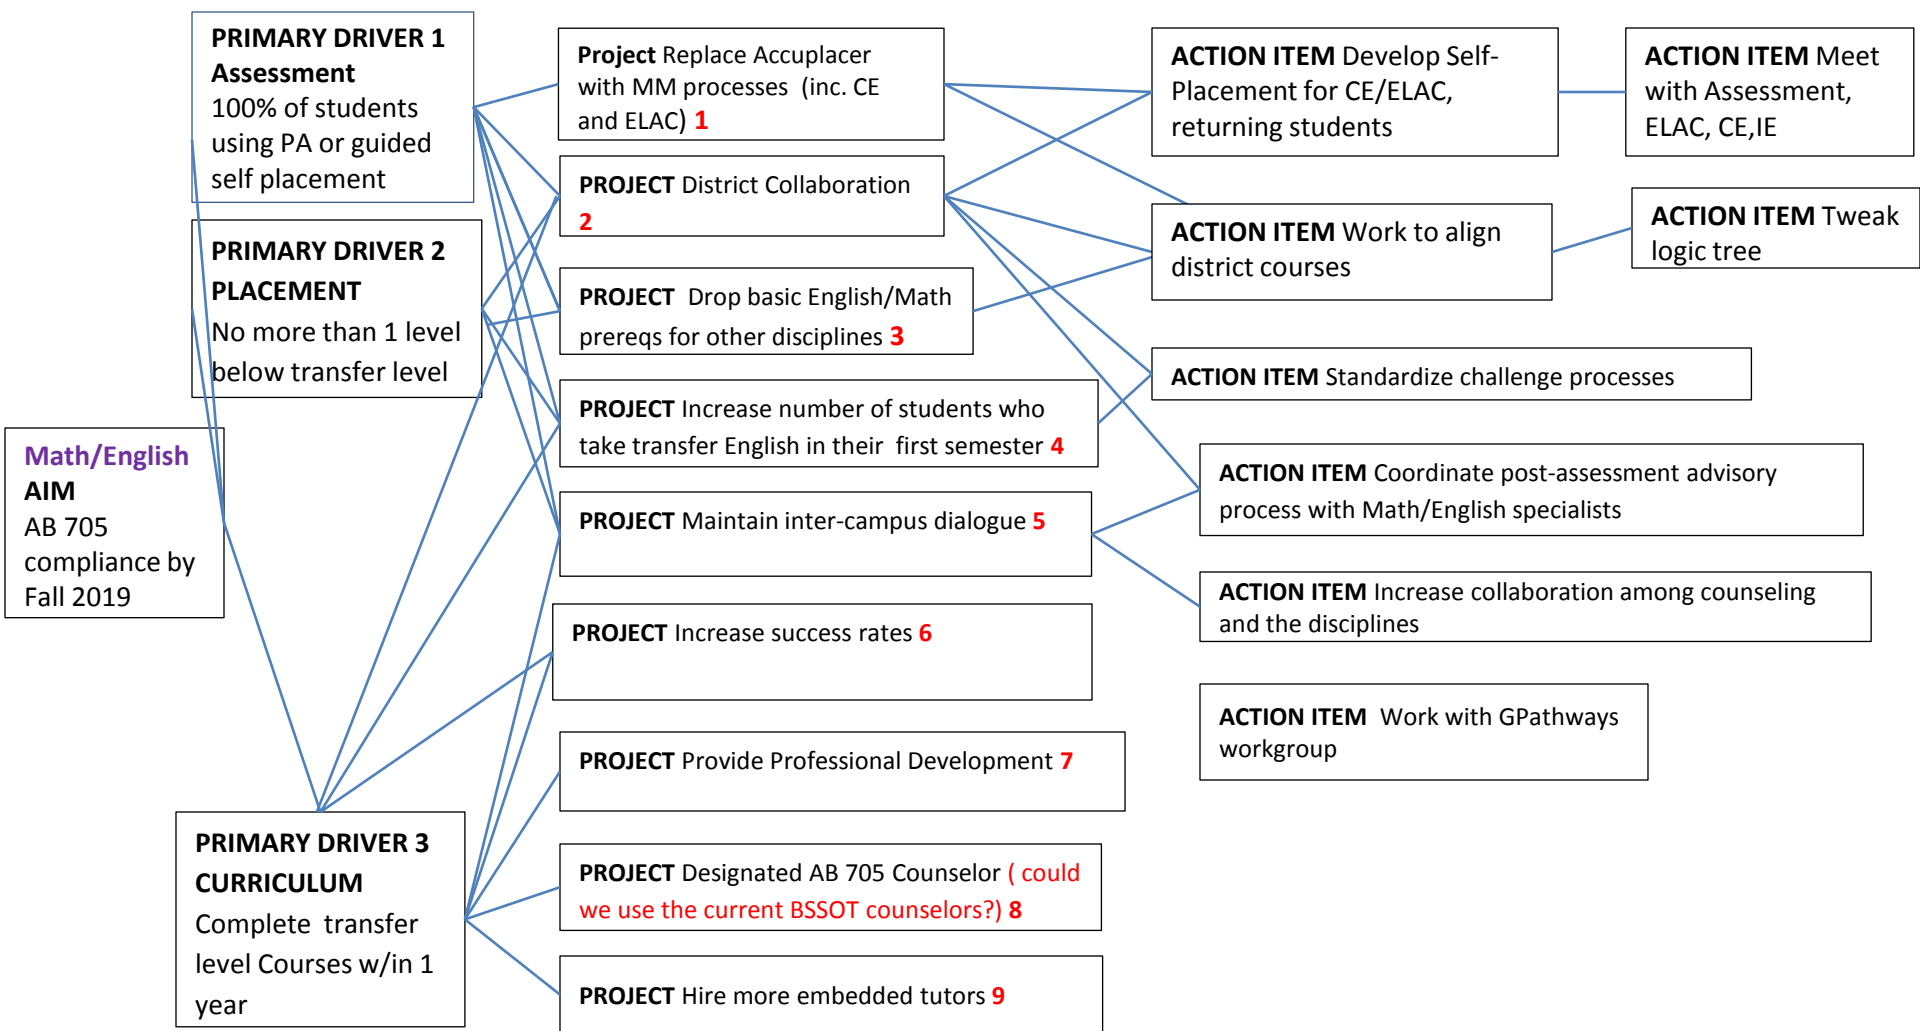 Math/English
AIM
AB 705
compliance by
Fall 2019
PRIMARY DRIVER 1
Assessment
100% of students
using PA or guided
self placement
PRIMARY DRIVER 2
PLACEMENT
No more than 1 level
below transfer level
PRIMARY DRIVER 3
CURRICULUM
Complete transfer
level Courses w/in 1
year
Project Replace Accuplacer
with MM processes (inc. CE
and ELAC) 1
PROJECT District Collaboration
2
PROJECT Drop basic English/Math
prereqs for other disciplines 3
PROJECT Increase number of students who
take transfer English in their first semester 4
PROJECT Maintain inter-campus dialogue 5
PROJECT Increase success rates 6
PROJECT Provide Professional Development 7
PROJECT Designated AB 705 Counselor ( could
we use the current BSSOT counselors?) 8
PROJECT Hire more embedded tutors 9
ACTION ITEM Develop Self-
Placement for CE/ELAC,
returning students
ACTION ITEM Work to align
district courses
ACTION ITEM Standardize challenge processes
ACTION ITEM Coordinate post-assessment advisory
process with Math/English specialists
ACTION ITEM Increase collaboration among counseling
and the disciplines
ACTION ITEM Work with GPathways
workgroup
ACTION ITEM Meet
with Assessment,
ELAC, CE,IE
ACTION ITEM Tweak
logic tree